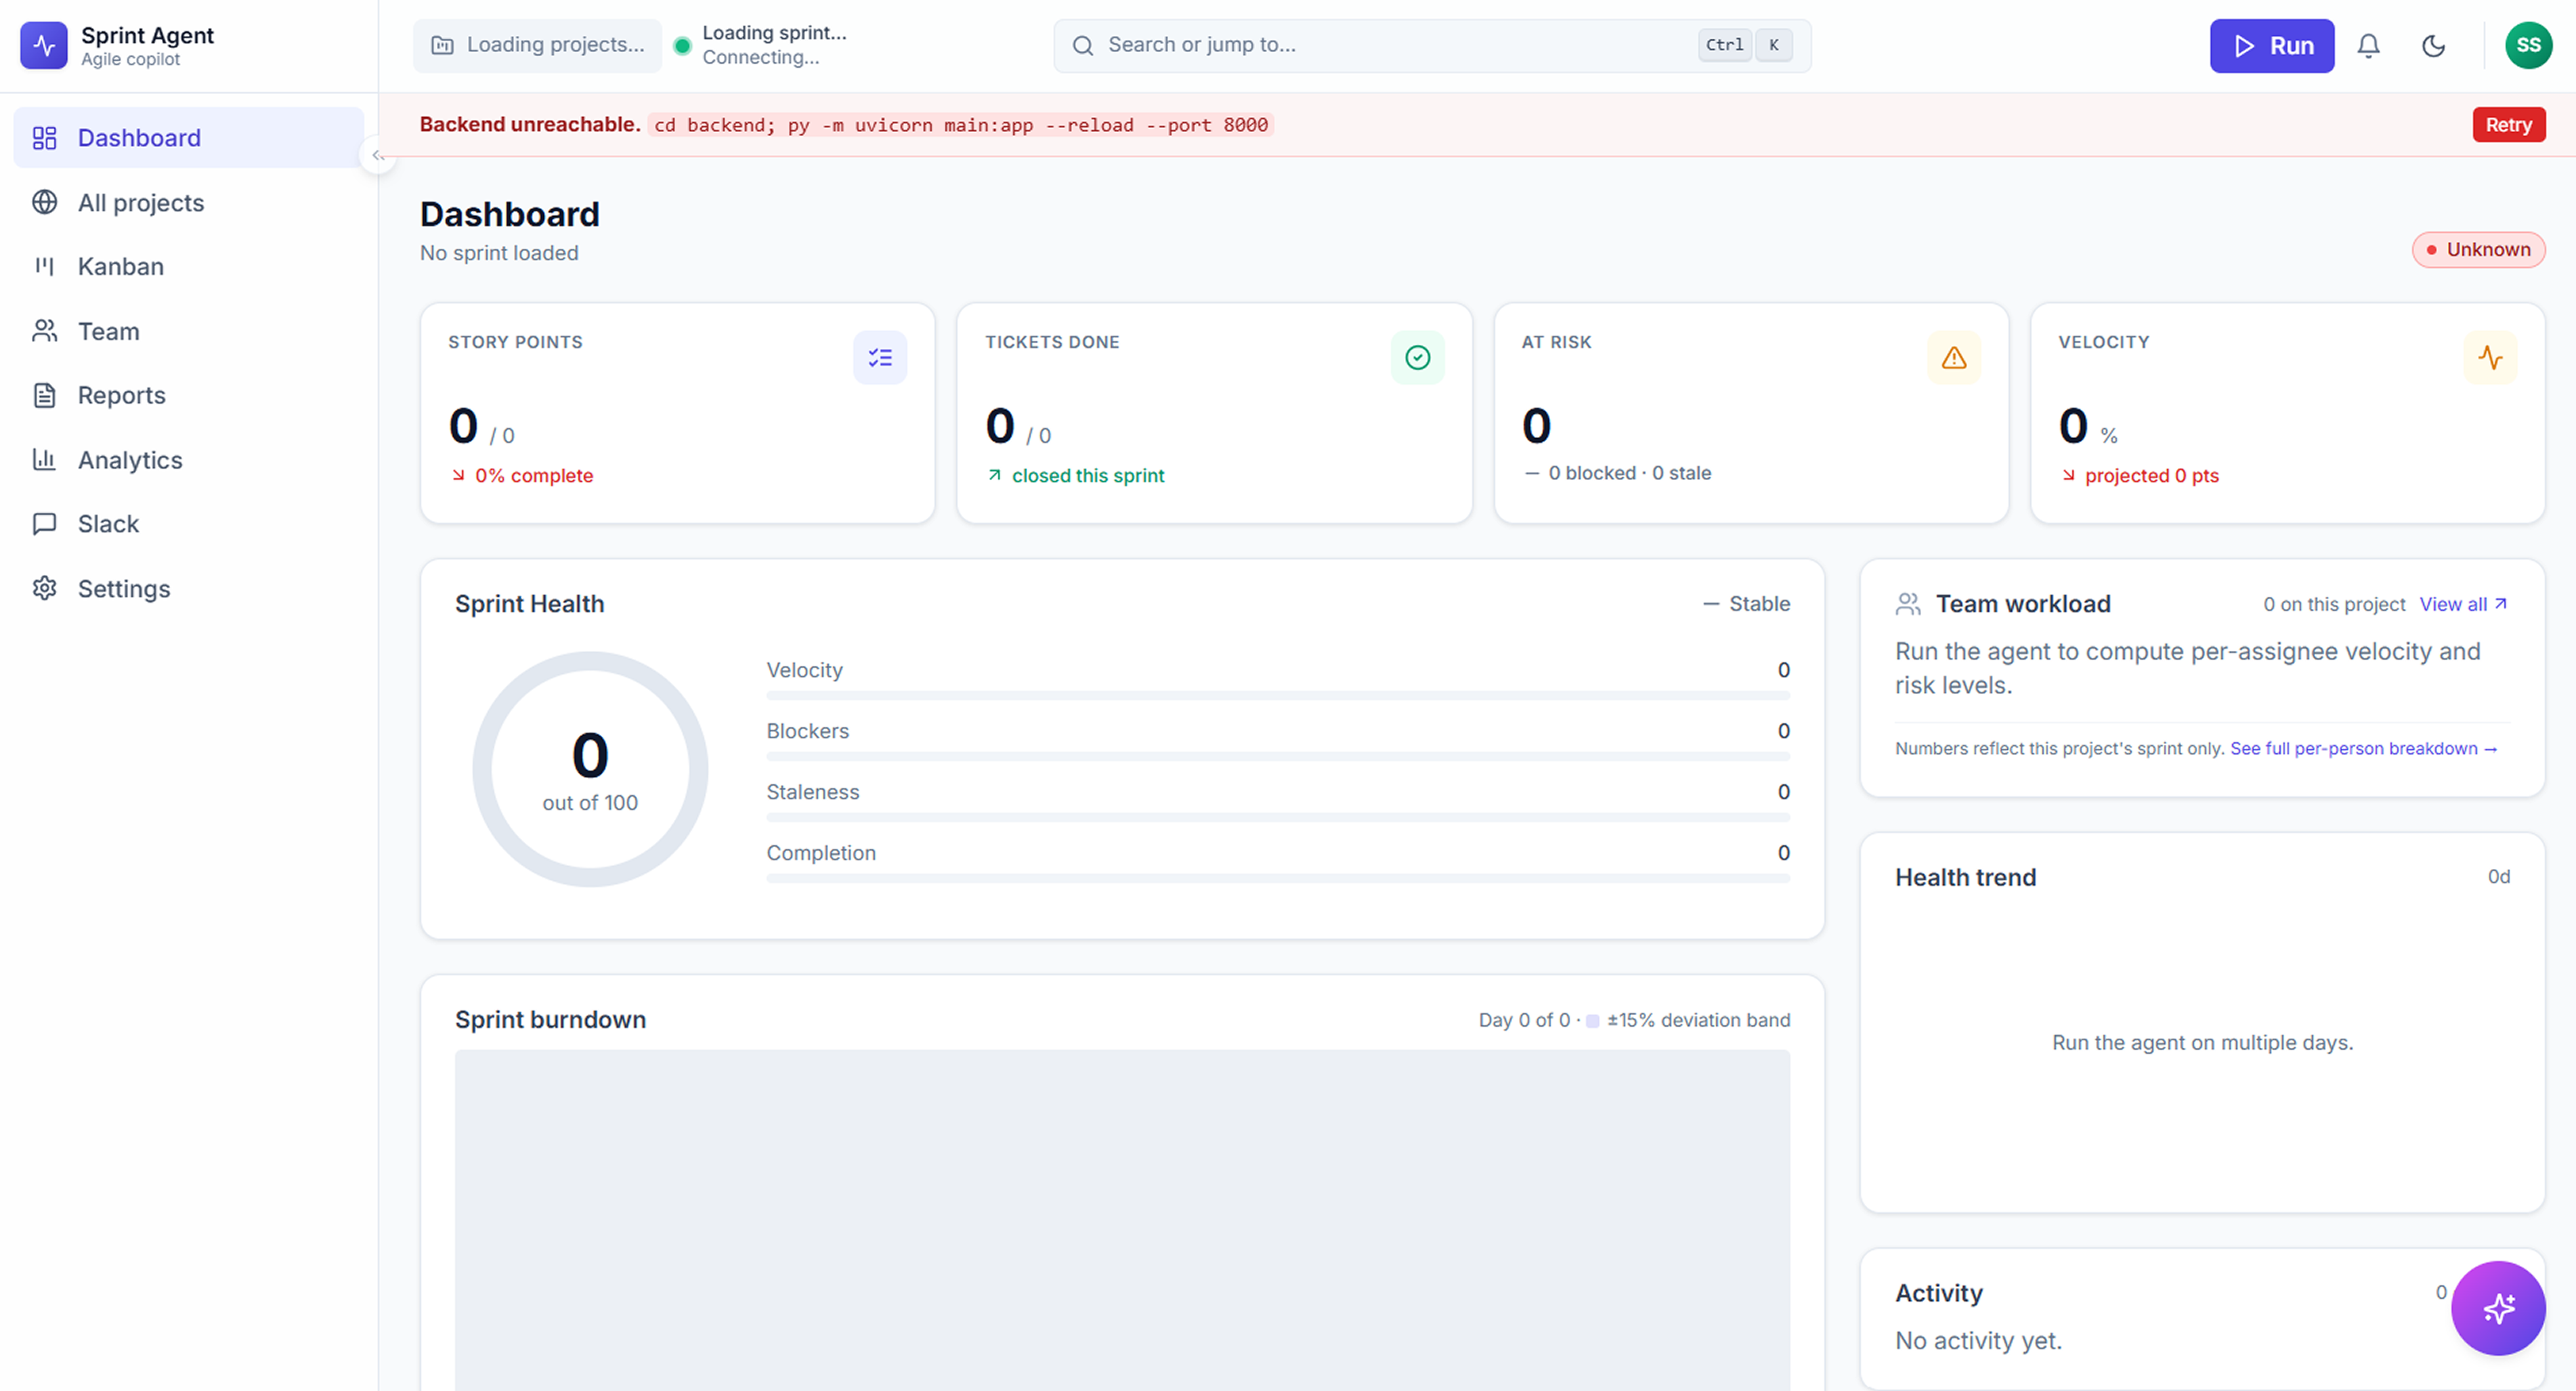 Sprint Agent
Agile copilot
Loading projects...
Loading sprint...
Connecting...
Search or jump to...
Ctrl K
Run
SS
Dashboard
All projects
Kanban
Team
Reports
Analytics
Slack
Settings
Backend unreachable. cd backend; py -m uvicorn main:app --reload --port 8000
Retry
Dashboard
No sprint loaded
Unknown
STORY POINTS
0 / 0
0% complete
TICKETS DONE
0 / 0
closed this sprint
AT RISK
0
0 blocked · 0 stale
VELOCITY
0 %
projected 0 pts
Sprint Health
Stable
0
out of 100
Velocity 0
Blockers 0
Staleness 0
Completion 0
Team workload
0 on this project View all
Run the agent to compute per-assignee velocity and
risk levels.
Numbers reflect this project's sprint only. See full per-person breakdown →
Health trend 0d
Run the agent on multiple days.
Sprint burndown
Day 0 of 0 · ±15% deviation band
Activity
0
No activity yet.